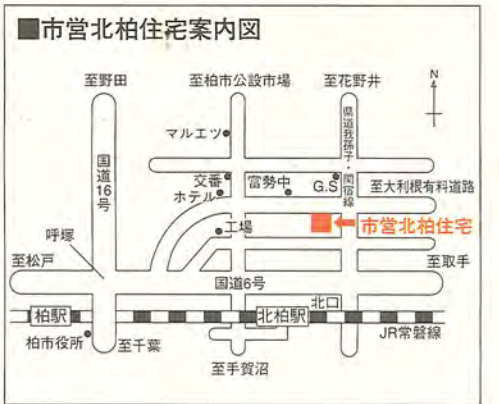 ■市営北柏住宅案内図
至野田
至柏市公設市場
至花野井
N
マルエツ
国道16号
県道我孫子・関宿線
交番
富勢中
G.S
至大利根有料道路
ホテル
呼塚
工場
市営北柏住宅
至松戸
至取手
国道6号
北口
柏駅
北柏駅
JR常磐線
柏市役所
至千葉
至手賀沼